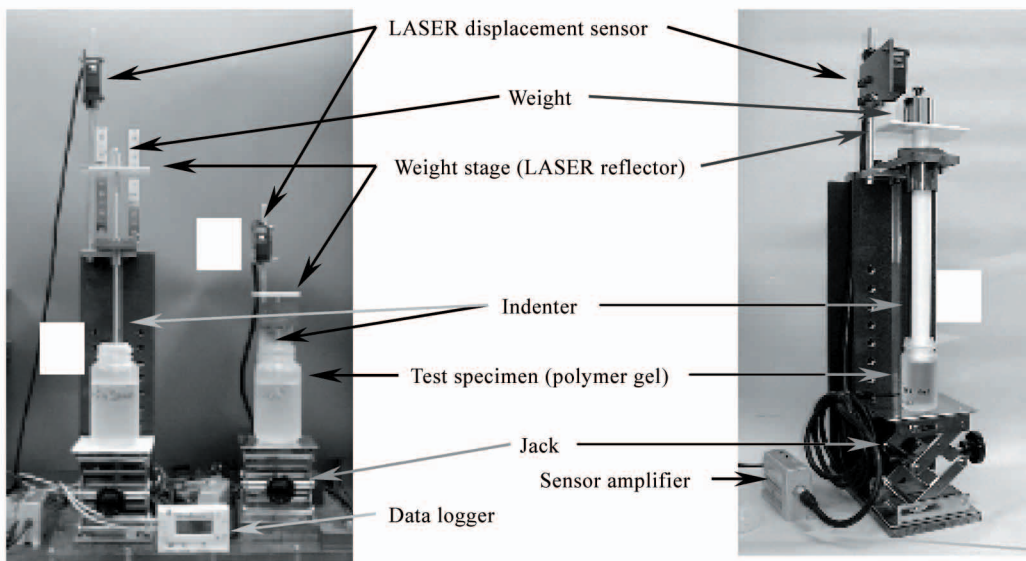 LASER displacement sensor
Weight
Weight stage (LASER reflector)
Indenter
Test specimen (polymer gel)
Jack
Sensor amplifier
Data logger